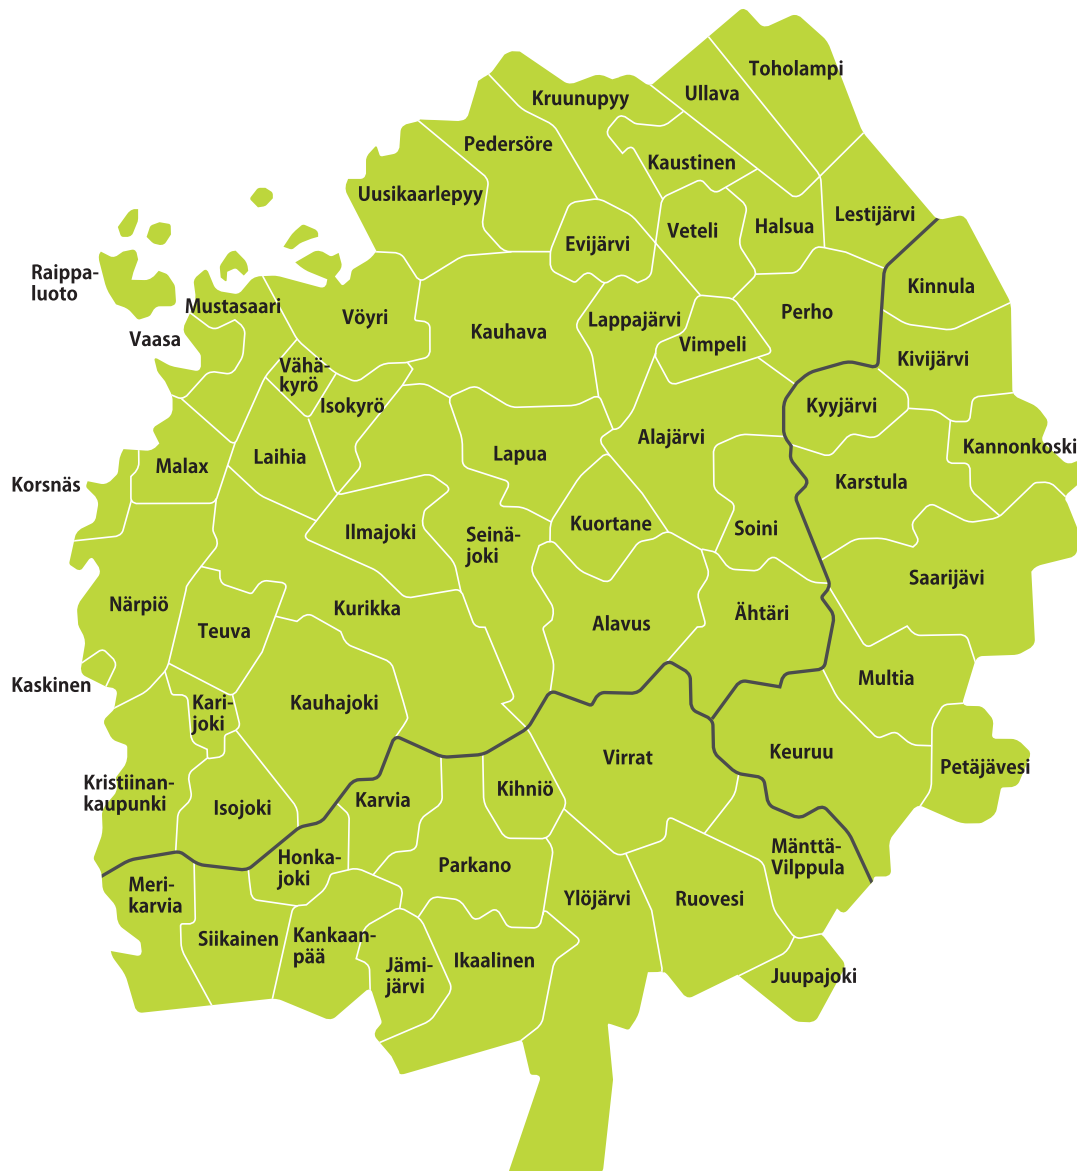 Toholampi
Ullava
Kruunupyy
Pedersöre
Kaustinen
Uusikaarlepyy
Lestijärvi
Halsua
Veteli
Evijärvi
Raippa-
luoto
Kinnula
Mustasaari
Vöyri
Lappajärvi
Perho
Kauhava
Vaasa
Vimpeli
Kivijärvi
Vähä-
kyrö
Isokyrö
Kyyjärvi
Alajärvi
Kannonkoski
Lapua
Laihia
Malax
Korsnäs
Karstula
Kuortane
Soini
Ilmajoki
Seinä-
joki
Saarijävi
Närpiö
Kurikka
Ähtäri
Alavus
Teuva
Multia
Kaskinen
Kari-
joki
Kauhajoki
Keuruu
Virrat
Petäjävesi
Kristiinan-
kaupunki
Kihniö
Karvia
Isojoki
Mänttä-
Vilppula
Honka-
joki
Parkano
Meri-
karvia
Ylöjärvi
Ruovesi
Siikainen
Kankaan-
pää
Ikaalinen
Jämi-
järvi
Juupajoki